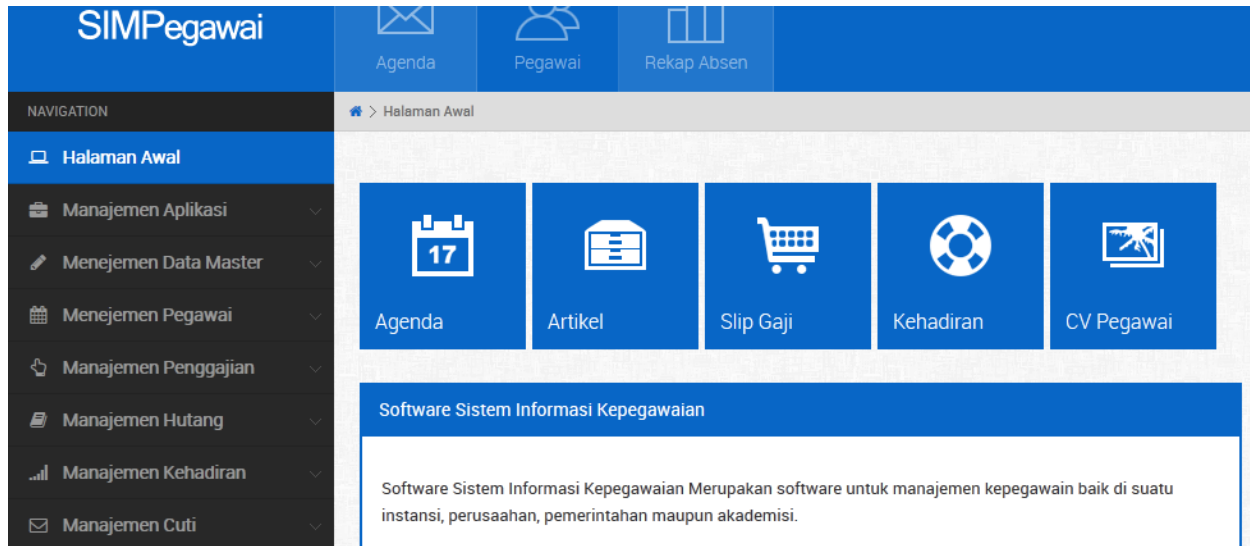 SIMPegawai
Agenda
Pegawai
Rekap Absen
NAVIGATION
> Halaman Awal
Halaman Awal
Manajemen Aplikasi
Menejemen Data Master
Menejemen Pegawai
Manajemen Penggajian
Manajemen Hutang
Manajemen Kehadiran
Manajemen Cuti
17
Agenda
Artikel
Slip Gaji
Kehadiran
CV Pegawai
Software Sistem Informasi Kepegawaian
Software Sistem Informasi Kepegawaian Merupakan software untuk manajemen kepegawain baik di suatu
instansi, perusaahan, pemerintahan maupun akademisi.